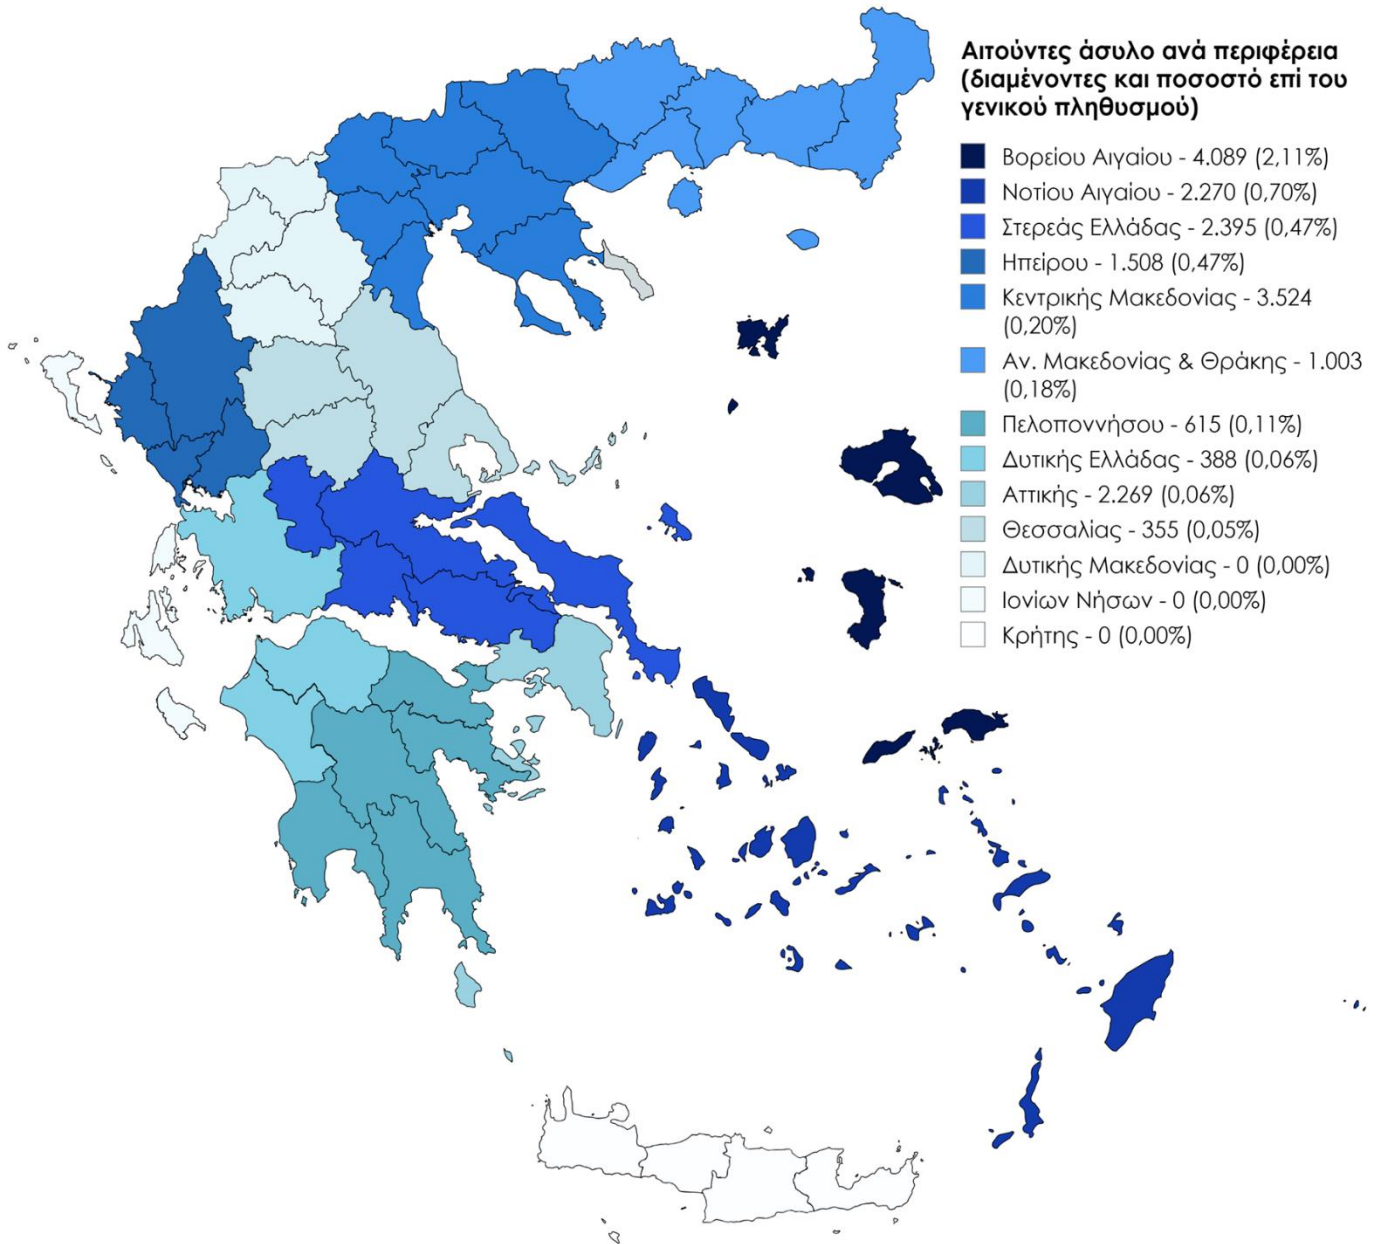 Αιτούντες άσυλο ανά περιφέρεια
(διαμένοντες και ποσοστό επί του
γενικού πληθυσμού)
Βορείου Αιγαίου - 4.089 (2,11%)
Νοτίου Αιγαίου - 2.270 (0,70%)
Στερεάς Ελλάδας - 2.395 (0,47%)
Ηπείρου - 1.508 (0,47%)
Κεντρικής Μακεδονίας - 3.524
(0,20%)
Αν. Μακεδονίας & Θράκης - 1.003
(0,18%)
Πελοποννήσου - 615 (0,11%)
Δυτικής Ελλάδας - 388 (0,06%)
Αττικής - 2.269 (0,06%)
Θεσσαλίας - 355 (0,05%)
Δυτικής Μακεδονίας - 0 (0,00%)
Ιονίων Νήσων - 0 (0,00%)
Κρήτης - 0 (0,00%)